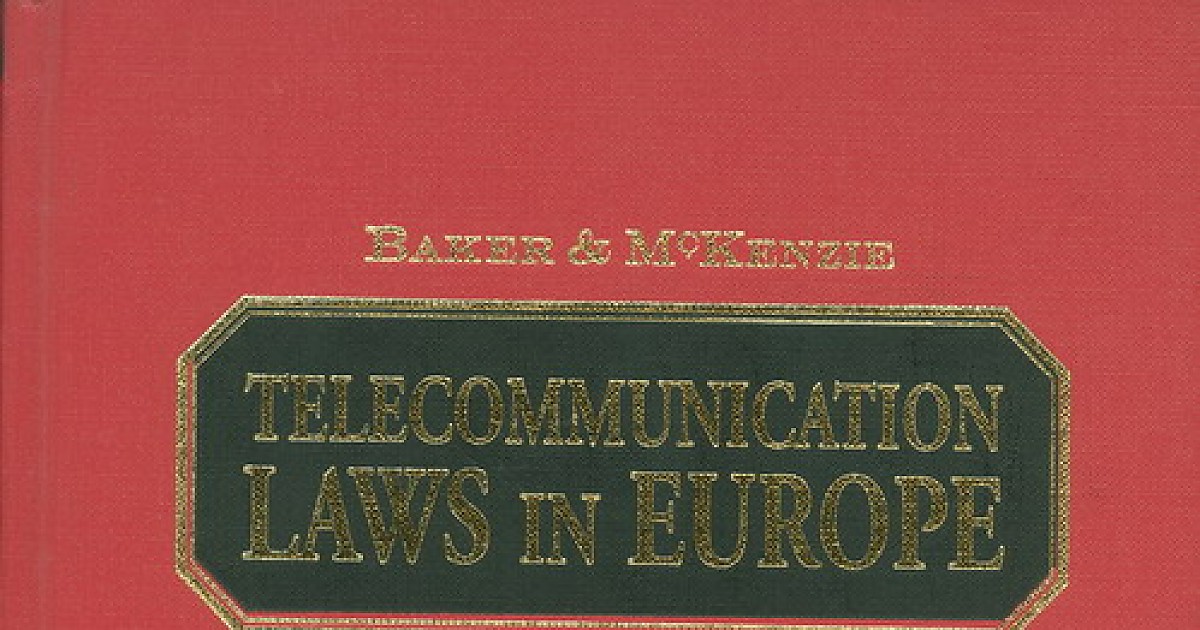 BAKER & MCKENZIE
TELECOMMUNICATION
LAWS IN EUROPE